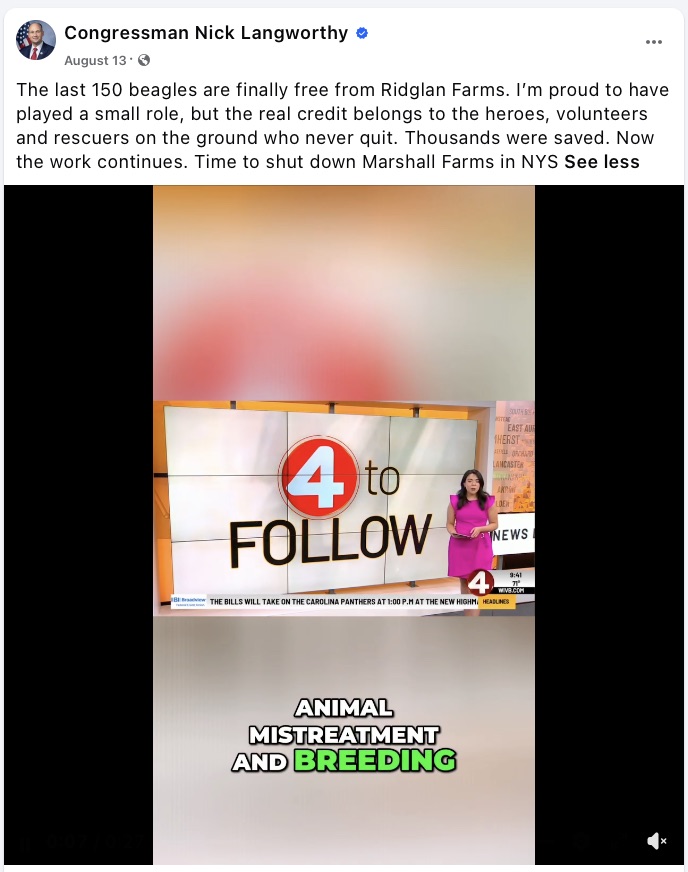 Congressman Nick Langworthy
August 13 ·
The last 150 beagles are finally free from Ridglan Farms. I’m proud to have
played a small role, but the real credit belongs to the heroes, volunteers
and rescuers on the ground who never quit. Thousands were saved. Now
the work continues. Time to shut down Marshall Farms in NYS See less
4 to
FOLLOW
EAST AUR
LANCASTER
NEWS
4
9:41
71°
WIVB.COM
Broadview
THE BILLS WILL TAKE ON THE CAROLINA PANTHERS AT 1:00 P.M AT THE NEW HIGHM
HEADLINES
ANIMAL
MISTREATMENT
AND BREEDING